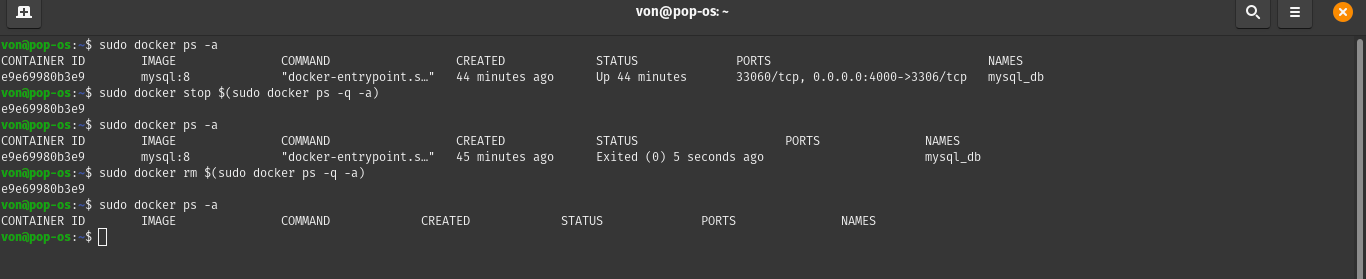 von@pop-os: ~
von@pop-os:~$ sudo docker ps -a
CONTAINER ID IMAGE COMMAND CREATED STATUS PORTS NAMES
e9e69980b3e9 mysql:8 "docker-entrypoint.s…" 44 minutes ago Up 44 minutes 33060/tcp, 0.0.0.0:4000->3306/tcp mysql_db
von@pop-os:~$ sudo docker stop $(sudo docker ps -q -a)
e9e69980b3e9
von@pop-os:~$ sudo docker ps -a
CONTAINER ID IMAGE COMMAND CREATED STATUS PORTS NAMES
e9e69980b3e9 mysql:8 "docker-entrypoint.s…" 45 minutes ago Exited (0) 5 seconds ago mysql_db
von@pop-os:~$ sudo docker rm $(sudo docker ps -q -a)
e9e69980b3e9
von@pop-os:~$ sudo docker ps -a
CONTAINER ID IMAGE COMMAND CREATED STATUS PORTS NAMES
von@pop-os:~$